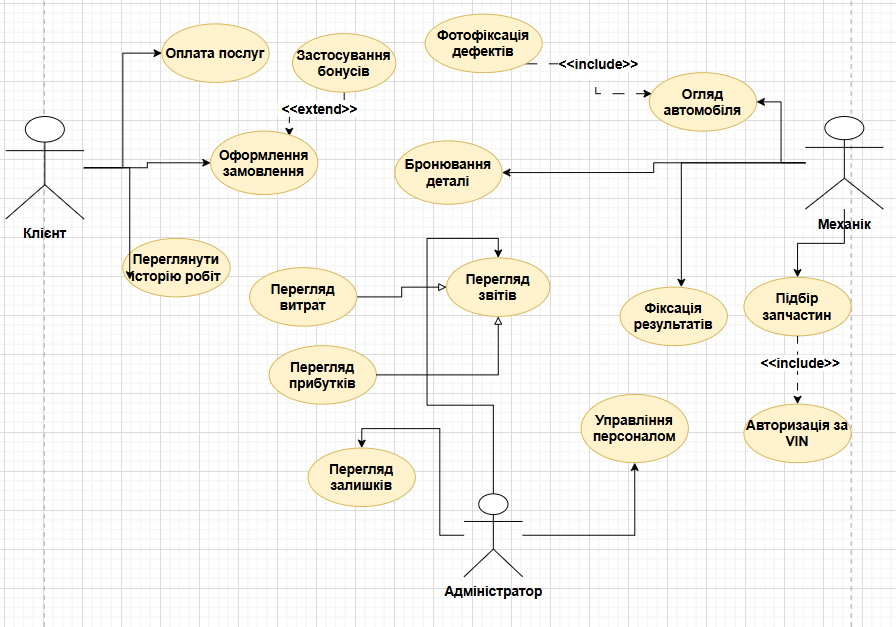 Оплата послуг
Застосування
бонусів
Фотофіксація
дефектів
<<include>>
Огляд
автомобіля
<<extend>>
Оформлення
замовлення
Бронювання
деталі
Клієнт
Механік
Переглянути
історію робіт
Перегляд
витрат
Перегляд
звітів
Фіксація
результатів
Підбір
запчастин
<<include>>
Перегляд
прибутків
Управління
персоналом
Авторизація за
VIN
Перегляд
залишків
Адміністратор